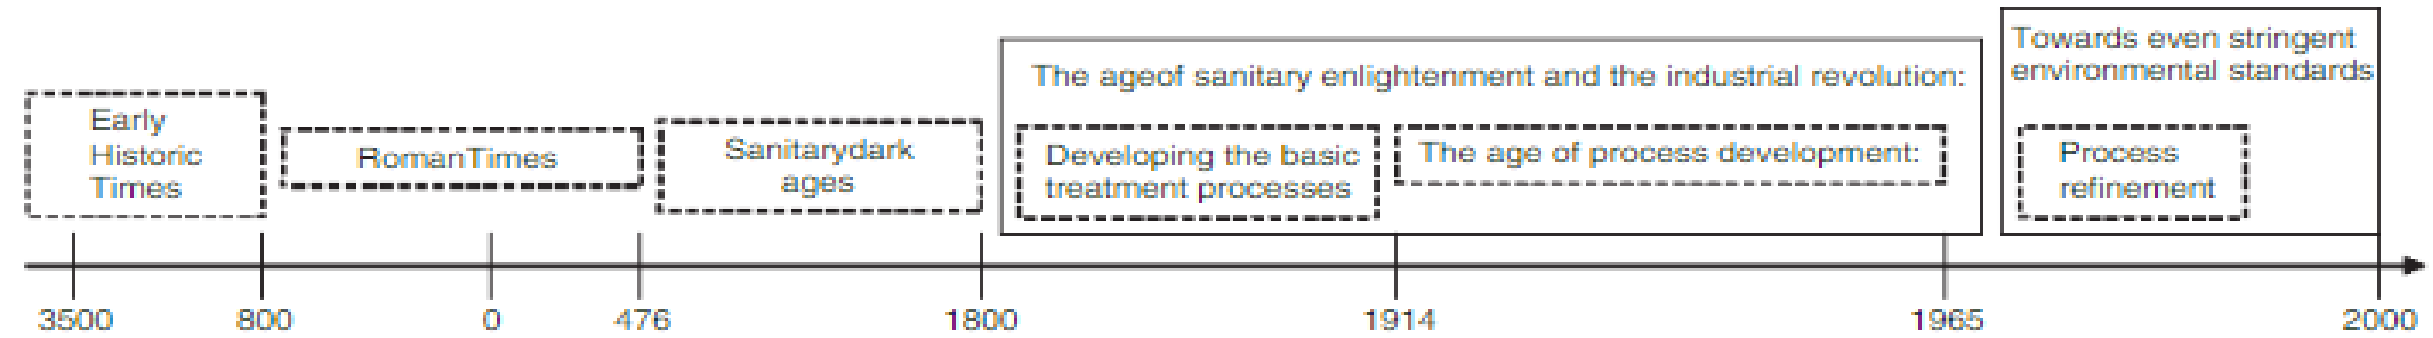 Early
Historic
Times
RomanTimes
Sanitarydark
ages
The ageof sanitary enlightenment and the industrial revolution:
Developing the basic
treatment processes
The age of process development:
Towards even stringent
environmental standards
Process
refinement
3500
800
0
476
1800
1914
1965
2000